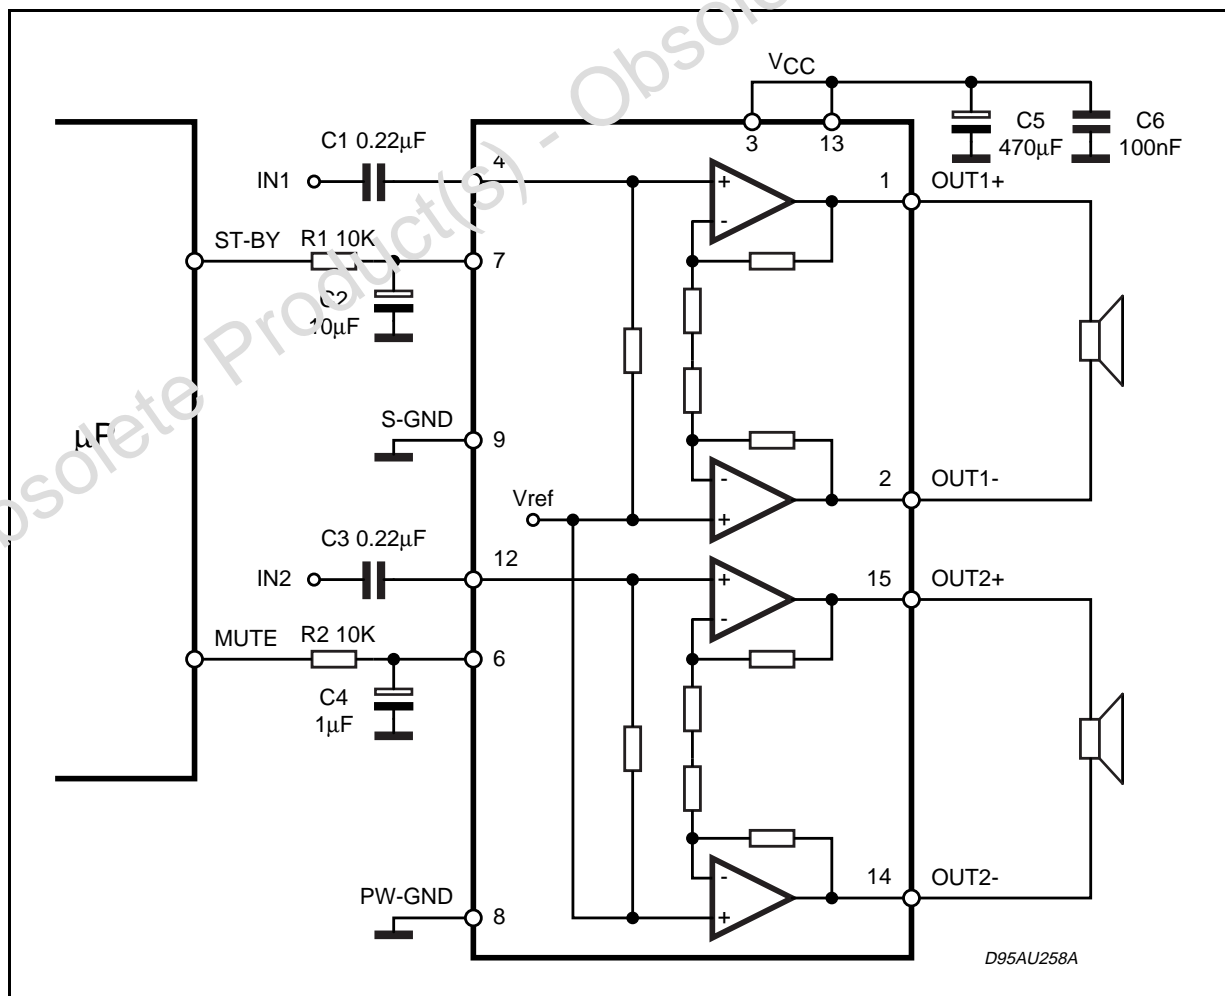 Obsolete Product(s) - Obsol
VCC
C1 0.22μF
IN1
4
3
13
C5
470μF
C6
100nF
1
OUT1+
ST-BY
R1 10K
7
C2
10μF
S-GND
9
μP
2
OUT1-
Vref
C3 0.22μF
IN2
12
15
OUT2+
MUTE
R2 10K
6
C4
1μF
14
OUT2-
PW-GND
8
+
-
-
+
+
-
-
+
D95AU258A